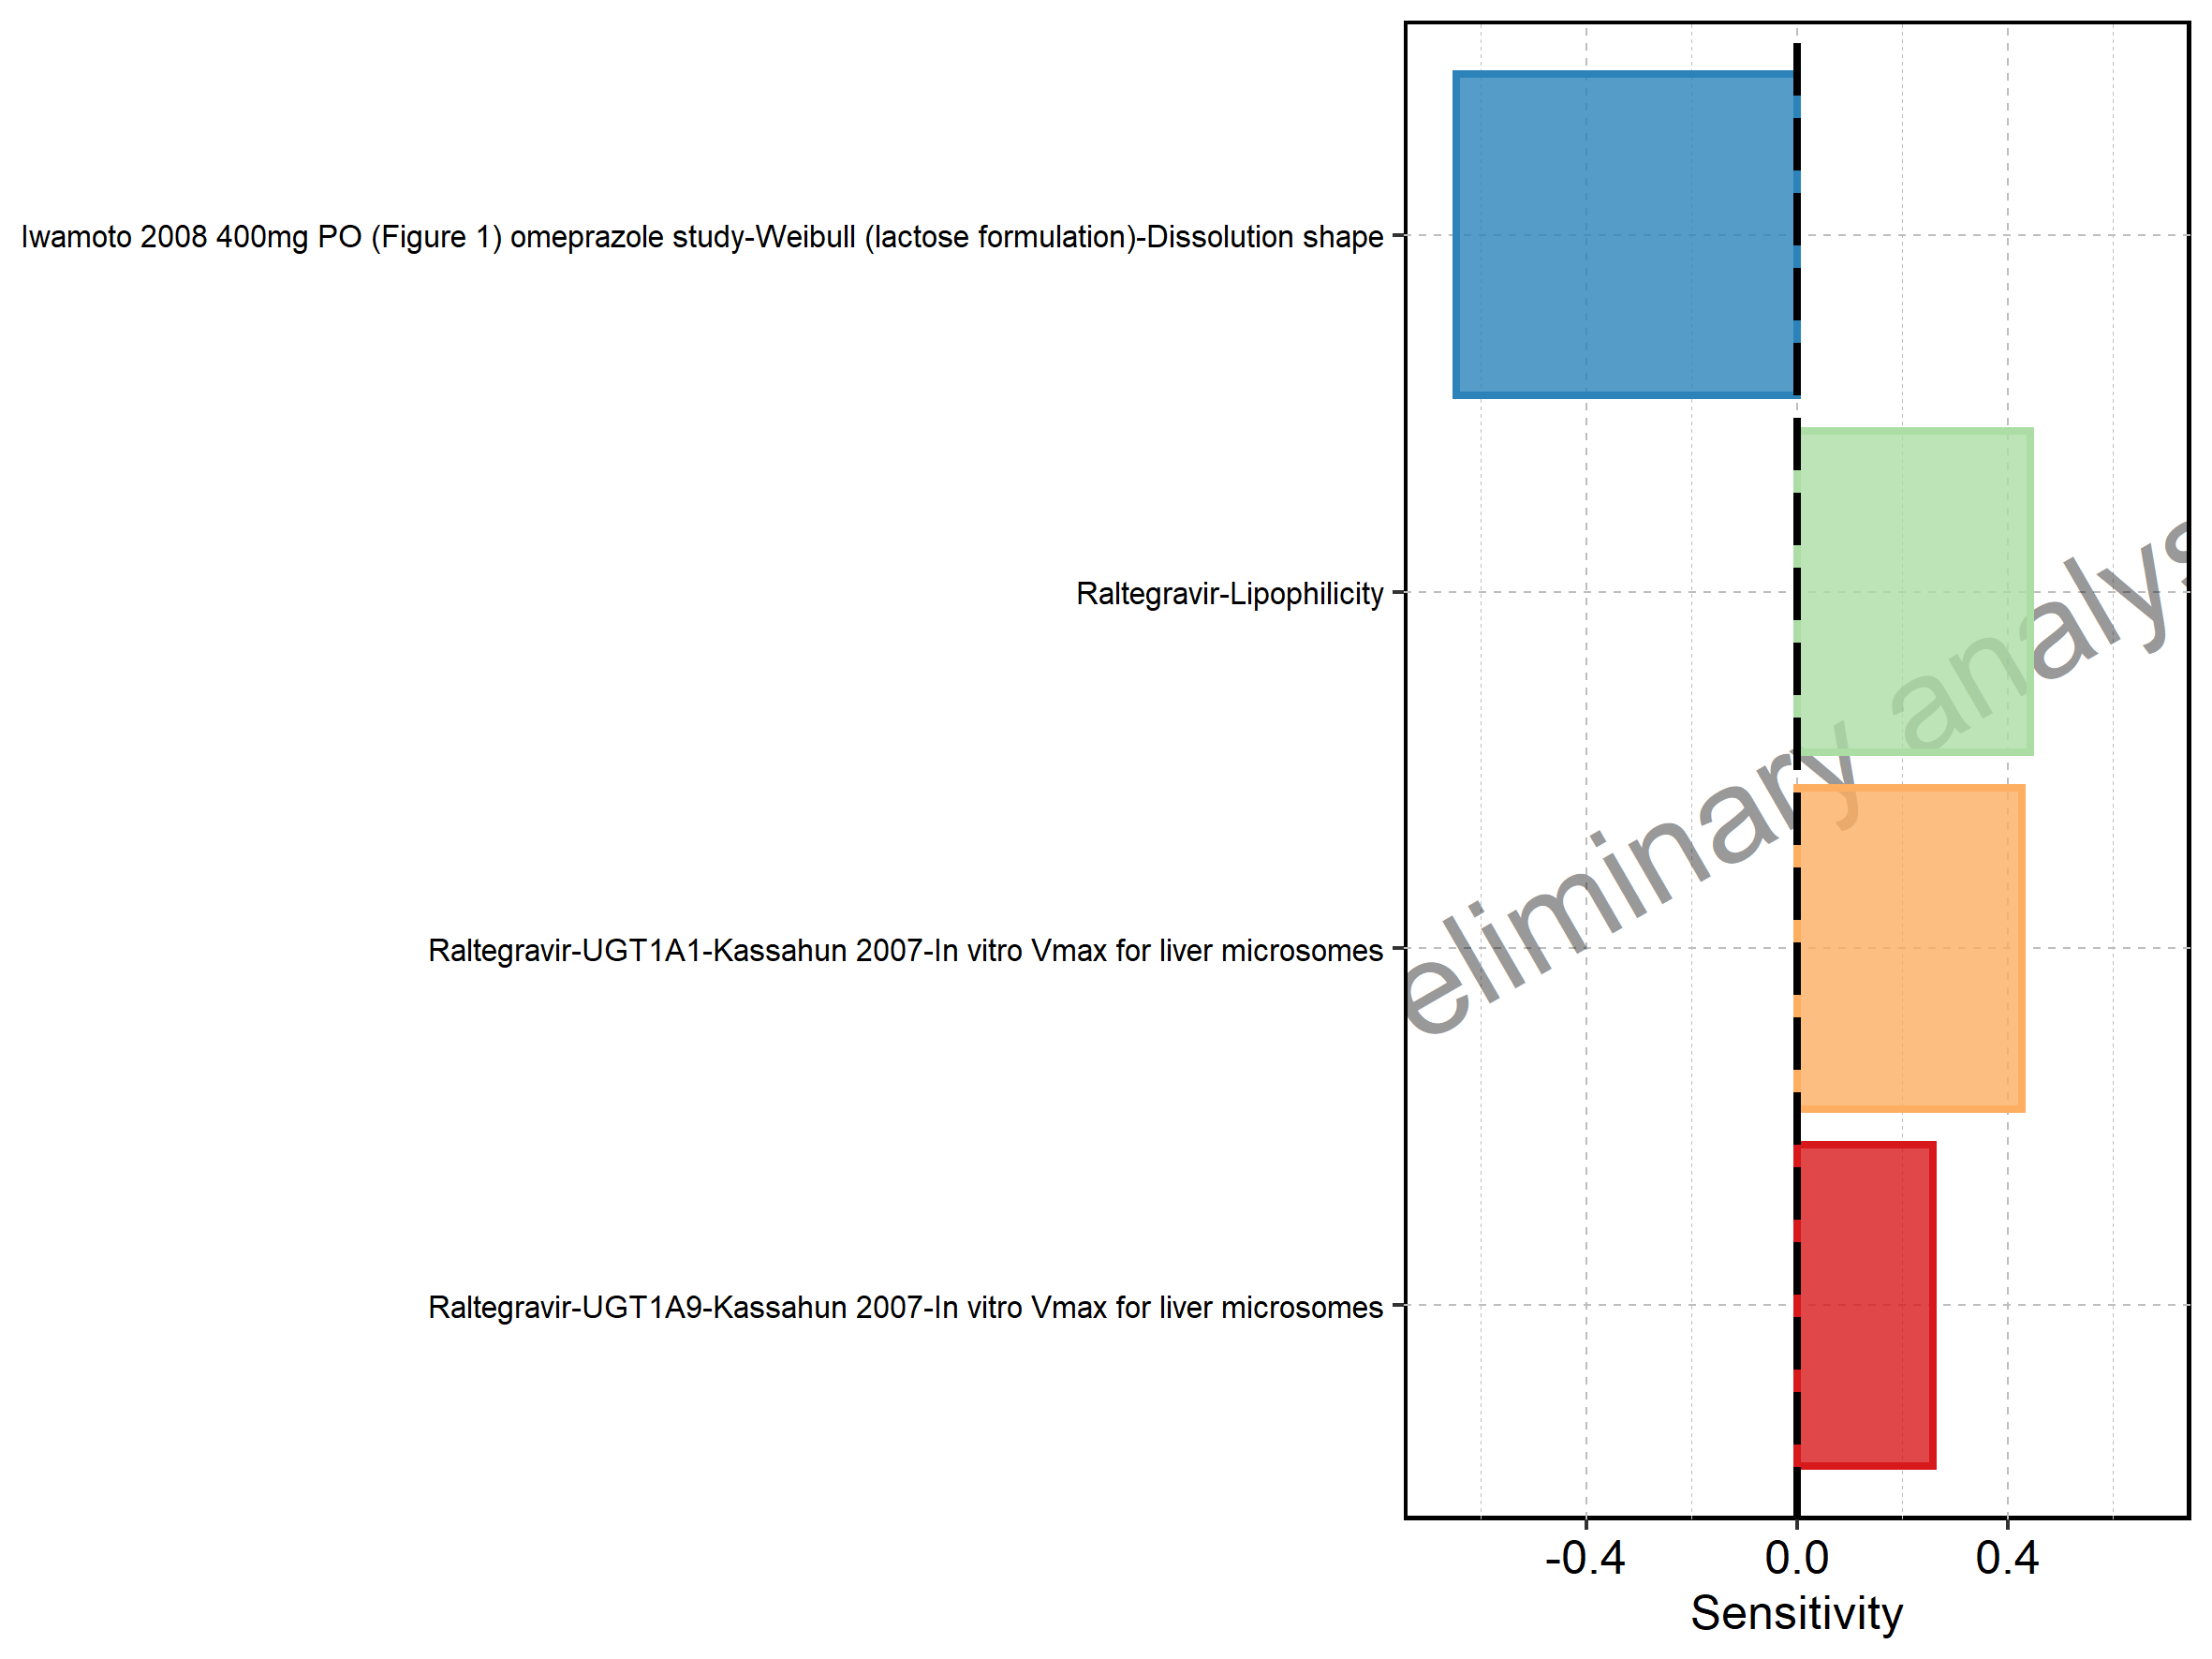 Iwamoto 2008 400mg PO (Figure 1) omeprazole study-Weibull (lactose formulation)-Dissolution shape
Raltegravir-Lipophilicity
Raltegravir-UGT1A1-Kassahun 2007-In vitro Vmax for liver microsomes
Raltegravir-UGT1A9-Kassahun 2007-In vitro Vmax for liver microsomes
eliminary analys
-0.4 0.0 0.4
Sensitivity